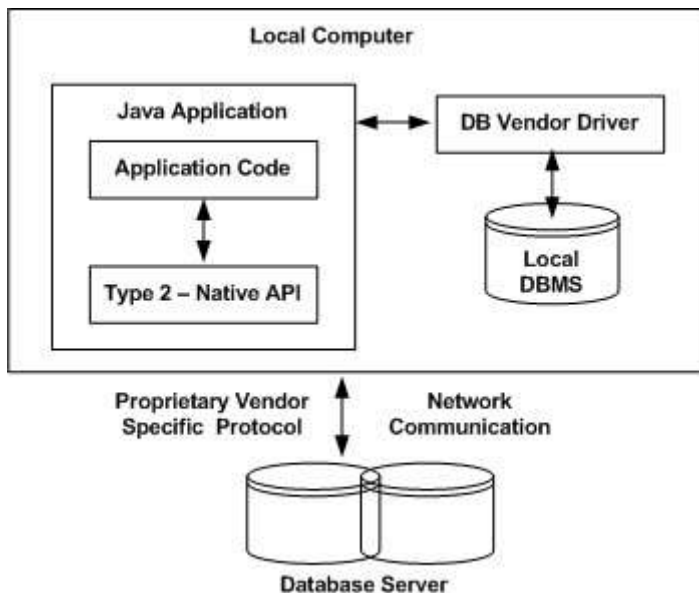 Local Computer
Java Application
DB Vendor Driver
Application Code
Type 2 – Native API
Local
DBMS
Proprietary Vendor
Specific Protocol
Network
Communication
Database Server